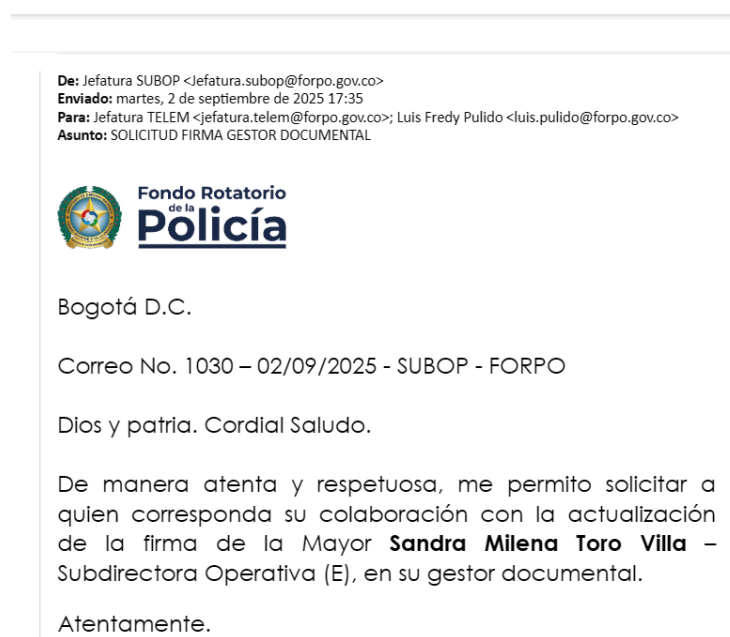 De: Jefatura SUBOP <Jefatura.subop@forpo.gov.co>
Enviado: martes, 2 de septiembre de 2025 17:35
Para: Jefatura TELEM <jefatura.telem@forpo.gov.co>; Luis Fredy Pulido <luis.pulido@forpo.gov.co>
Asunto: SOLICITUD FIRMA GESTOR DOCUMENTAL
Fondo Rotatorio
de la
Policía
Bogotá D.C.
Correo No. 1030 – 02/09/2025 - SUBOP - FORPO
Dios y patria. Cordial Saludo.
De manera atenta y respetuosa, me permito solicitar a
quien corresponda su colaboración con la actualización
de la firma de la Mayor Sandra Milena Toro Villa –
Subdirectora Operativa (E), en su gestor documental.
Atentamente.